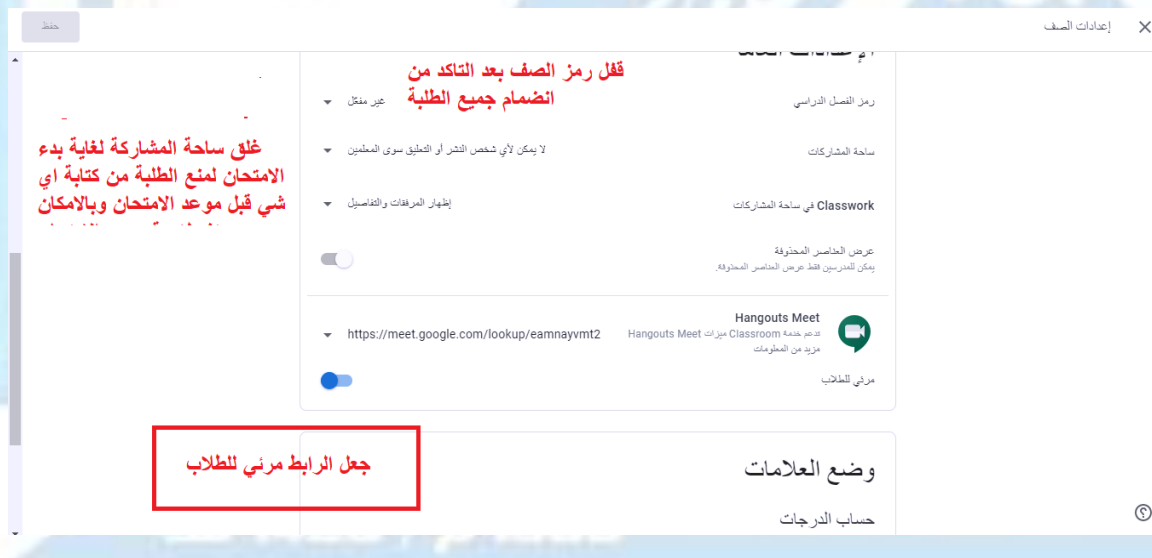 إعدادات الصف
حفظ
الإعدادات العامة
قفل رمز الصف بعد التاكد من
انضمام جميع الطلبة
رمز الفصل الدراسي
غير مفعّل
غلق ساحة المشاركة لغاية بدء
الامتحان لمنع الطلبة من كتابة اي
شي قبل موعد الامتحان وبالامكان
ساحة المشاركات
لا يمكن لأي شخص النشر أو التعليق سوى المعلمين
Classwork في ساحة المشاركات
إظهار المرفقات والتفاصيل
عرض العناصر المحذوفة
يمكن للمدرسين فقط عرض العناصر المحذوفة.
Hangouts Meet
تدعم خدمة Classroom ميزات Hangouts Meet
مزيد من المعلومات
https://meet.google.com/lookup/eamnayvmt2
مرئي للطلاب
جعل الرابط مرئي للطلاب
وضع العلامات
حساب الدرجات